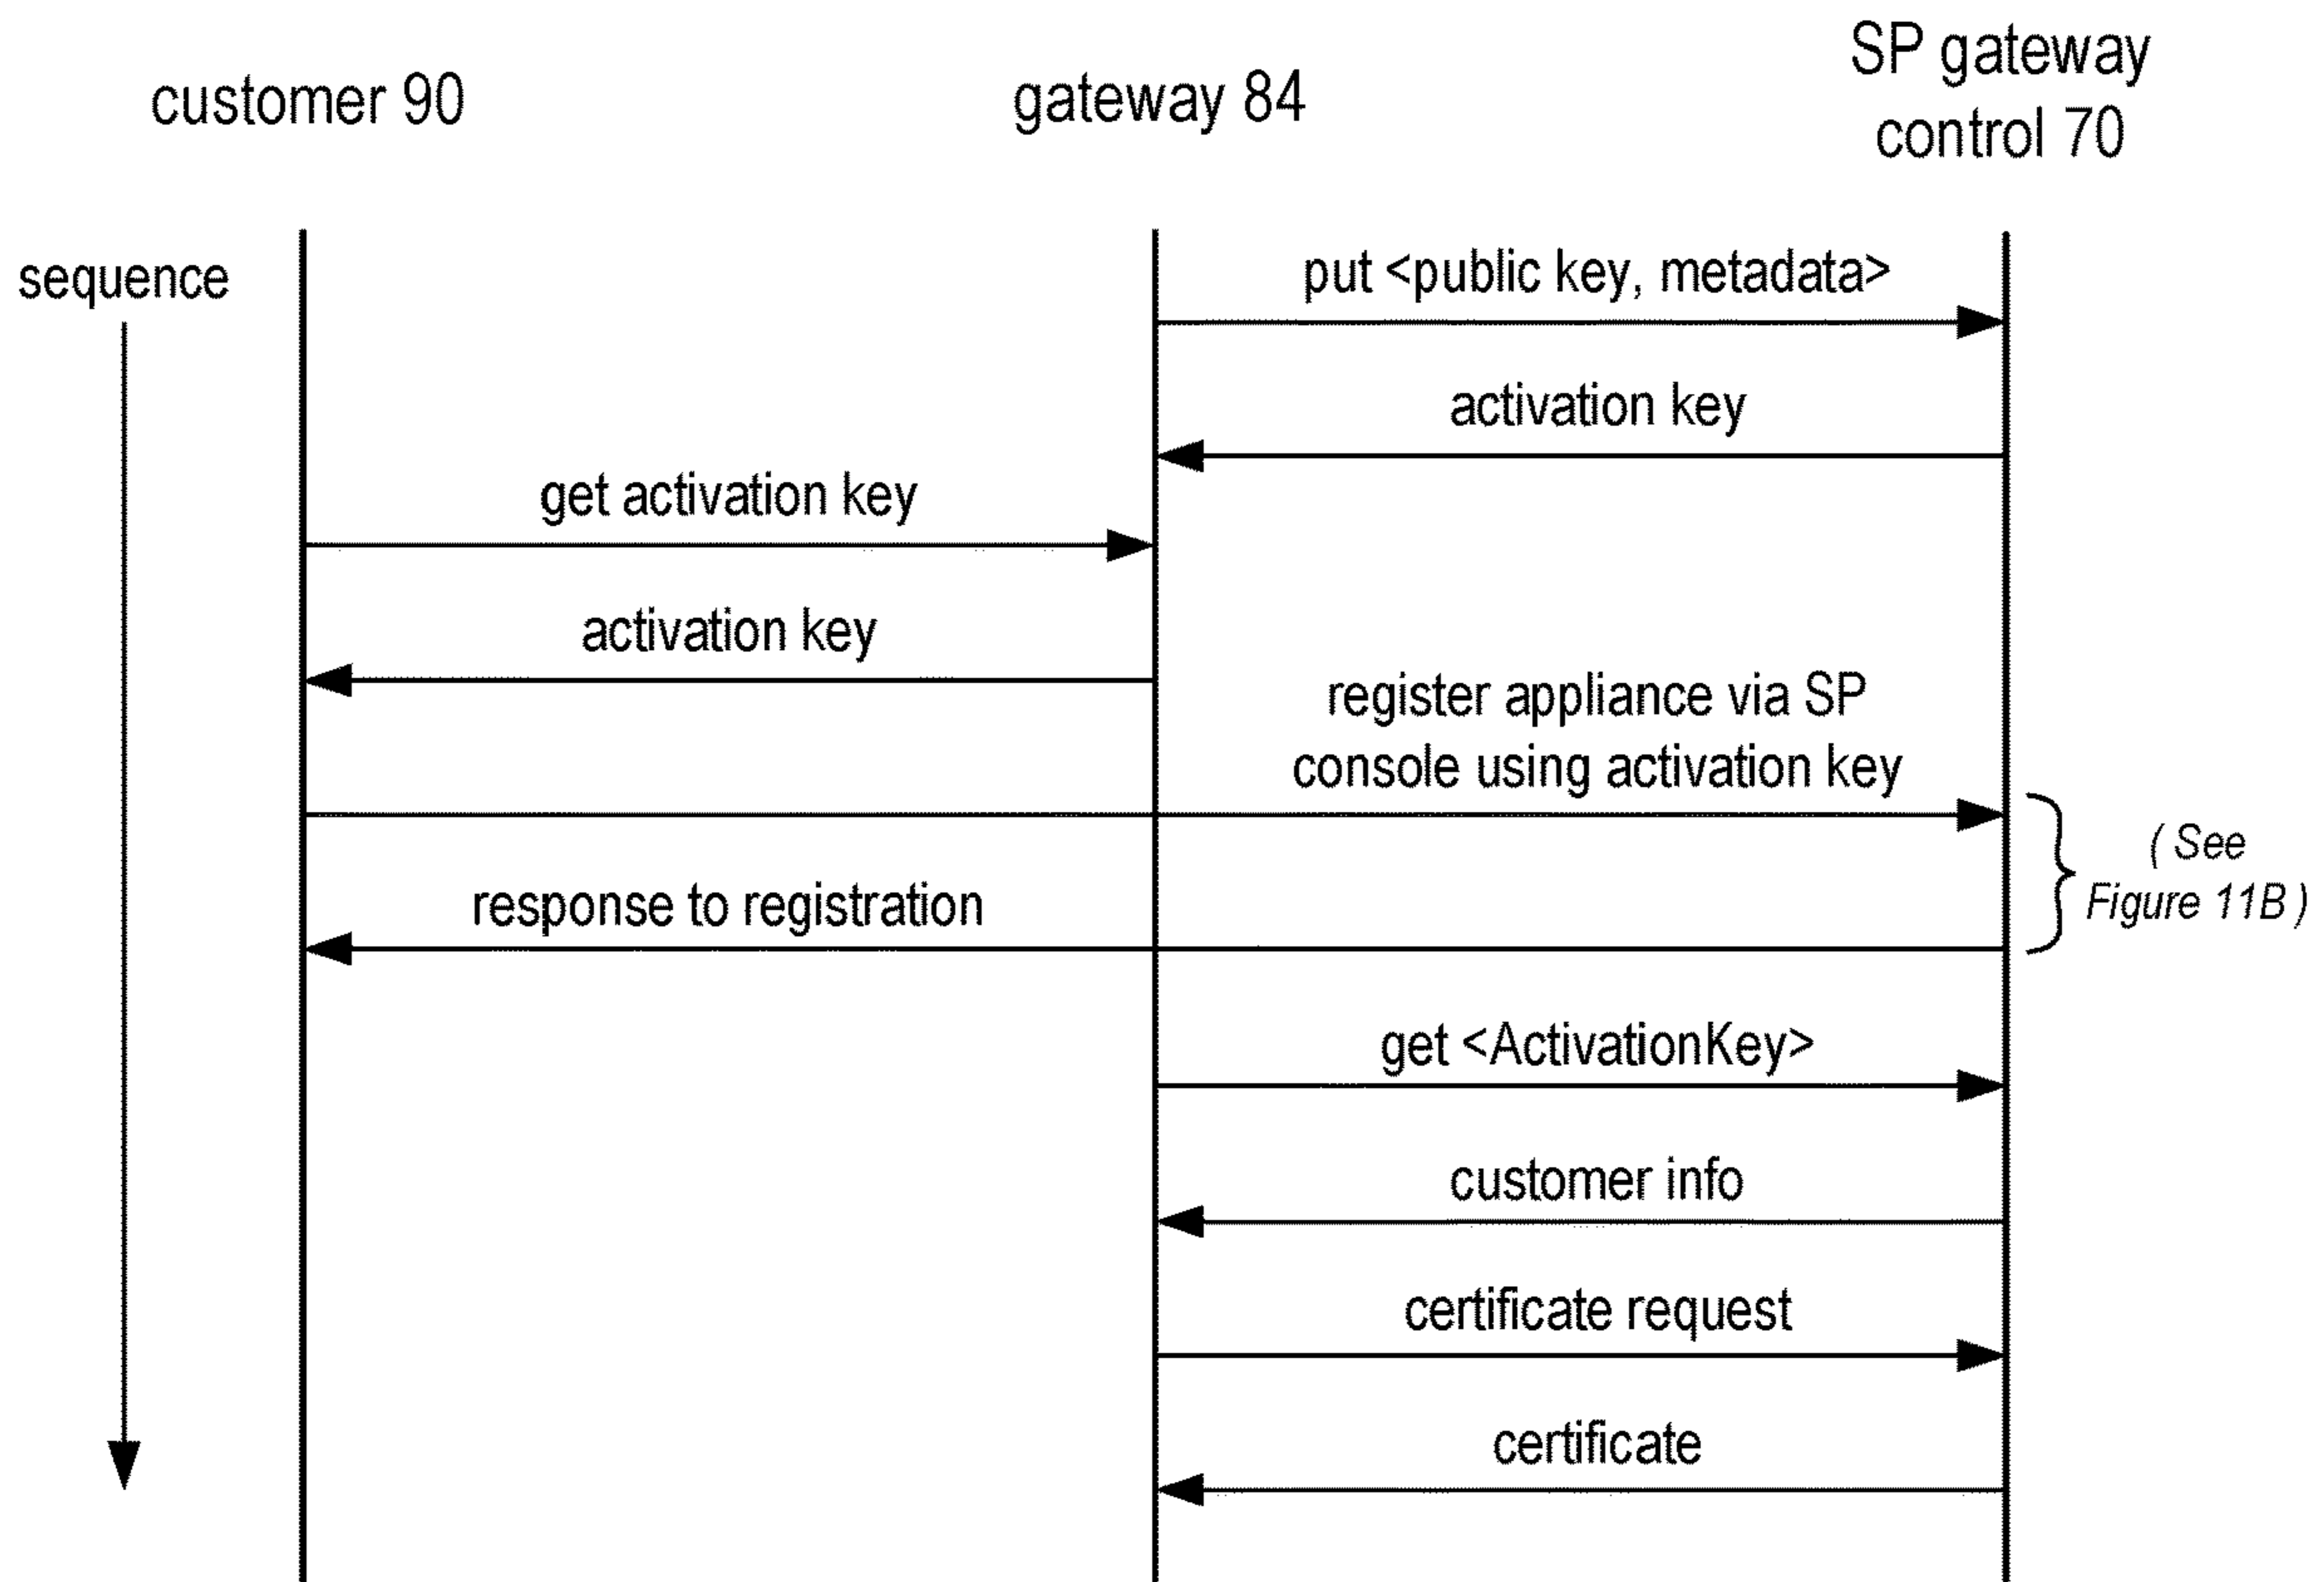 customer 90
gateway 84
SP gateway
control 70
sequence
put <public key, metadata>
activation key
get activation key
activation key
register appliance via SP
console using activation key
( See
Figure 11B )
response to registration
get <ActivationKey>
customer info
certificate request
certificate